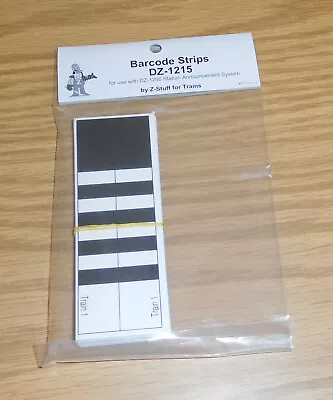 Barcode Strips
DZ-1215
for use with DZ-1200 Station Announcement System
by Z-Stuff for Trains
Train 1
Train 1